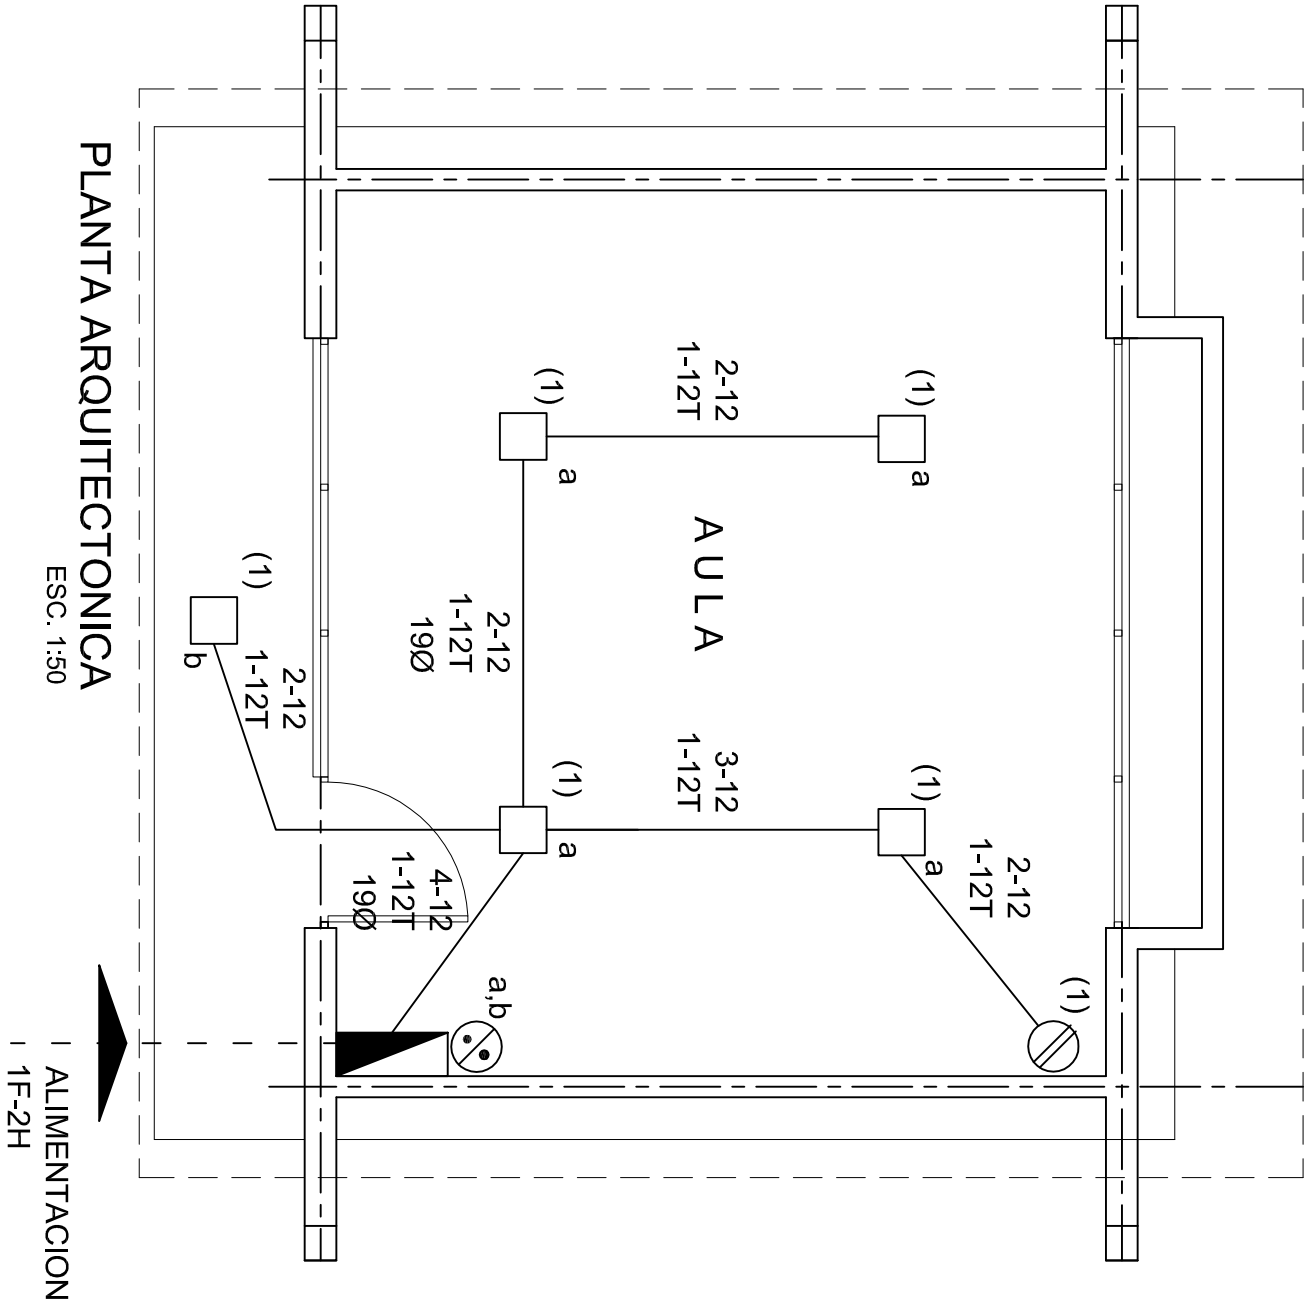 (1)
a
2-12
1-12T
(1)
a
A U L A
(1)
a
3-12
1-12T
(1)
a
2-12
1-12T
(1)
2-12
1-12T
19Ø
(1)
b
2-12
1-12T
4-12
1-12T
19Ø
a,b
PLANTA ARQUITECTONICA
ESC. 1:50
ALIMENTACION
1F-2H